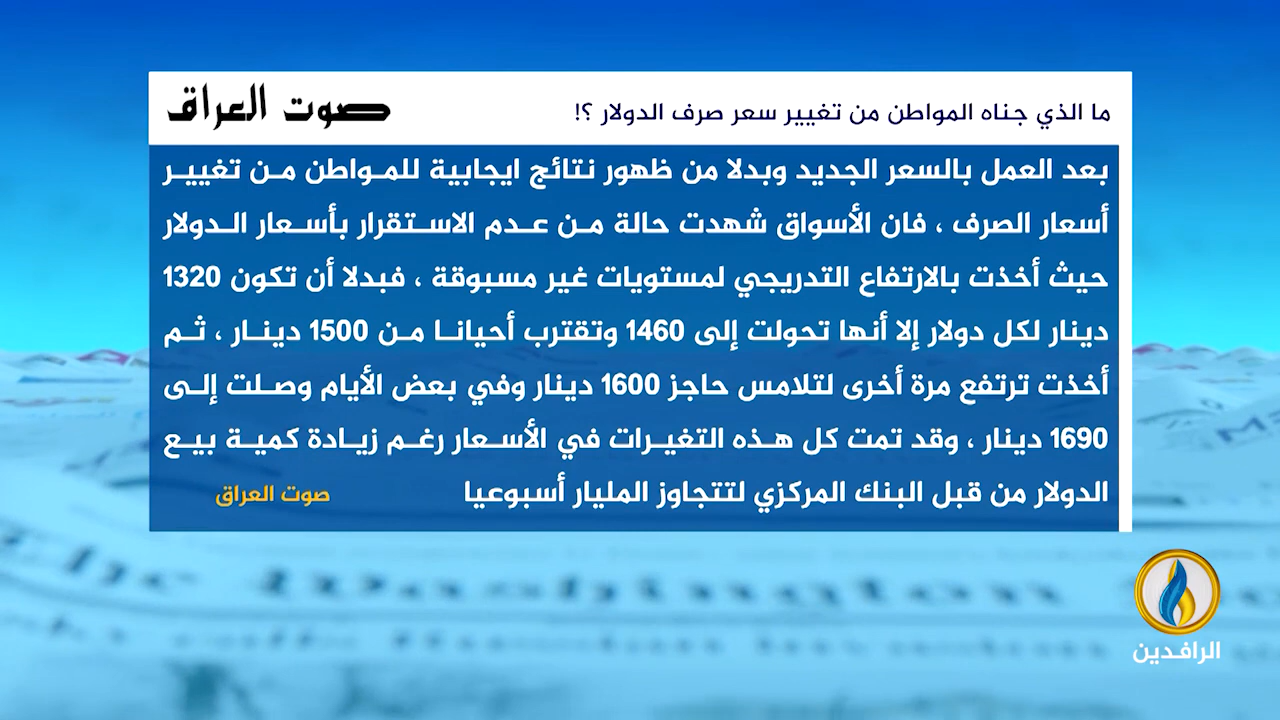 صوت العراق
ما الذي جناه المواطن من تغيير سعر صرف الدولار ؟!
بعد العمل بالسعر الجديد وبدلا من ظهور نتائج ايجابية للمواطن من تغيير
أسعار الصرف ، فان الأسواق شهدت حالة من عدم الاستقرار بأسعار الدولار
حيث أخذت بالارتفاع التدريجي لمستويات غير مسبوقة ، فبدلا أن تكون 1320
دينار لكل دولار إلا أنها تحولت إلى 1460 وتقترب أحيانا من 1500 دينار ، ثم
أخذت ترتفع مرة أخرى لتلامس حاجز 1600 دينار وفي بعض الأيام وصلت إلى
1690 دينار ، وقد تمت كل هذه التغيرات في الأسعار رغم زيادة كمية بيع
الدولار من قبل البنك المركزي لتتجاوز المليار أسبوعيا
صوت العراق
الرافدين